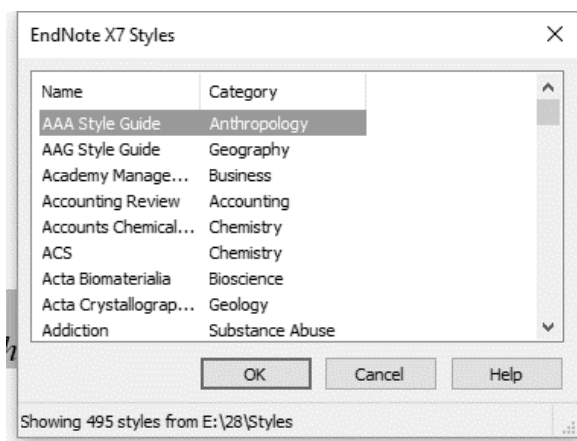 EndNote X7 Styles
Name Category
AAA Style Guide Anthropology
AAG Style Guide Geography
Academy Manage... Business
Accounting Review Accounting
Accounts Chemical... Chemistry
ACS Chemistry
Acta Biomaterialia Bioscience
Acta Crystallograp... Geology
Addiction Substance Abuse
OK Cancel Help
Showing 495 styles from E:\28\Styles